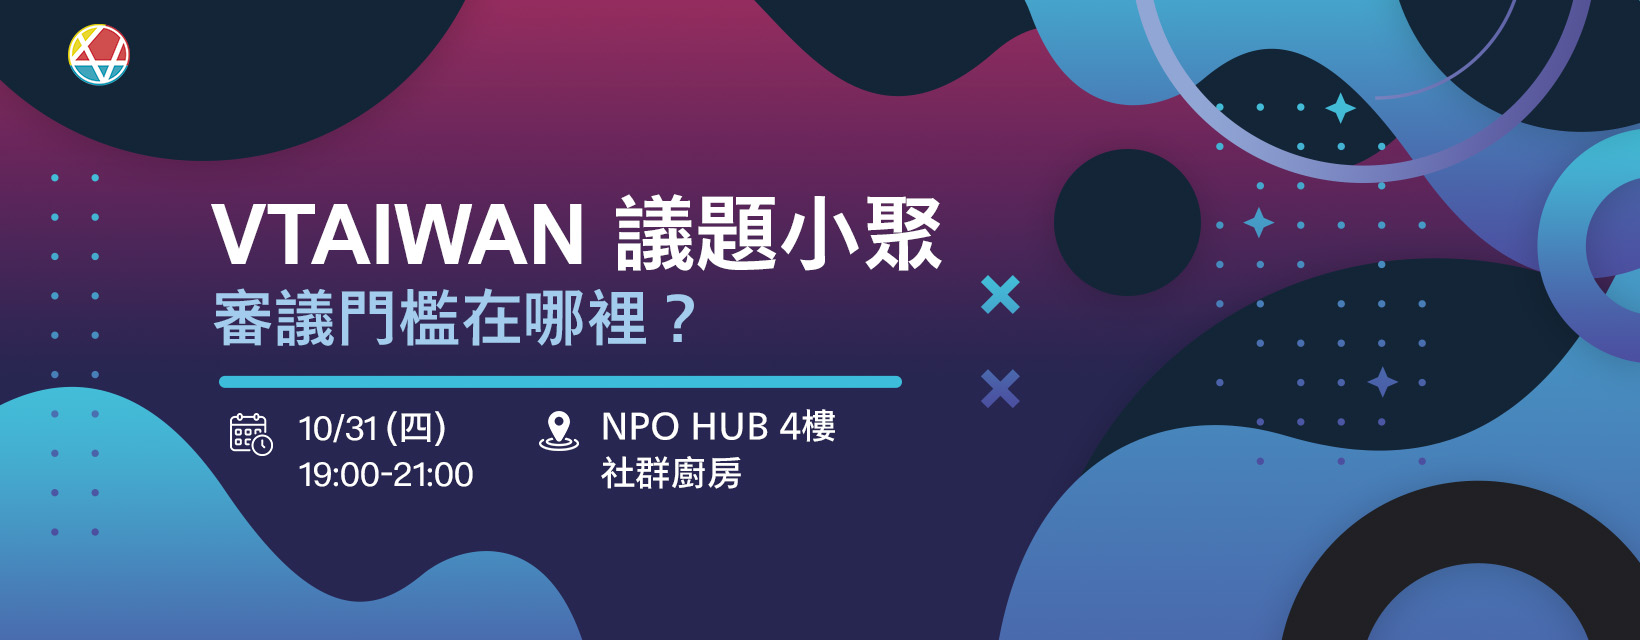 VTAIWAN 議題小聚
審議門檻在哪裡？
10/31 (四)
19:00-21:00
NPO HUB 4樓
社群廚房